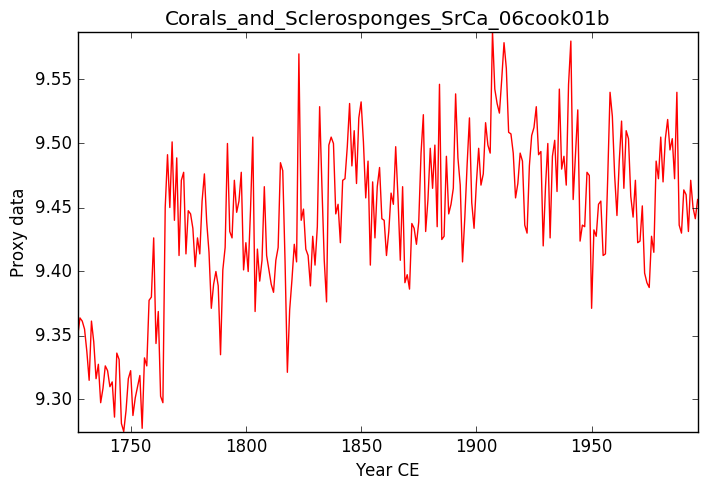 Corals_and_Sclerosponges_SrCa_06cook01b
9.55
9.50
9.45
9.40
9.35
9.30
Proxy data
1750 1800 1850 1900 1950
Year CE